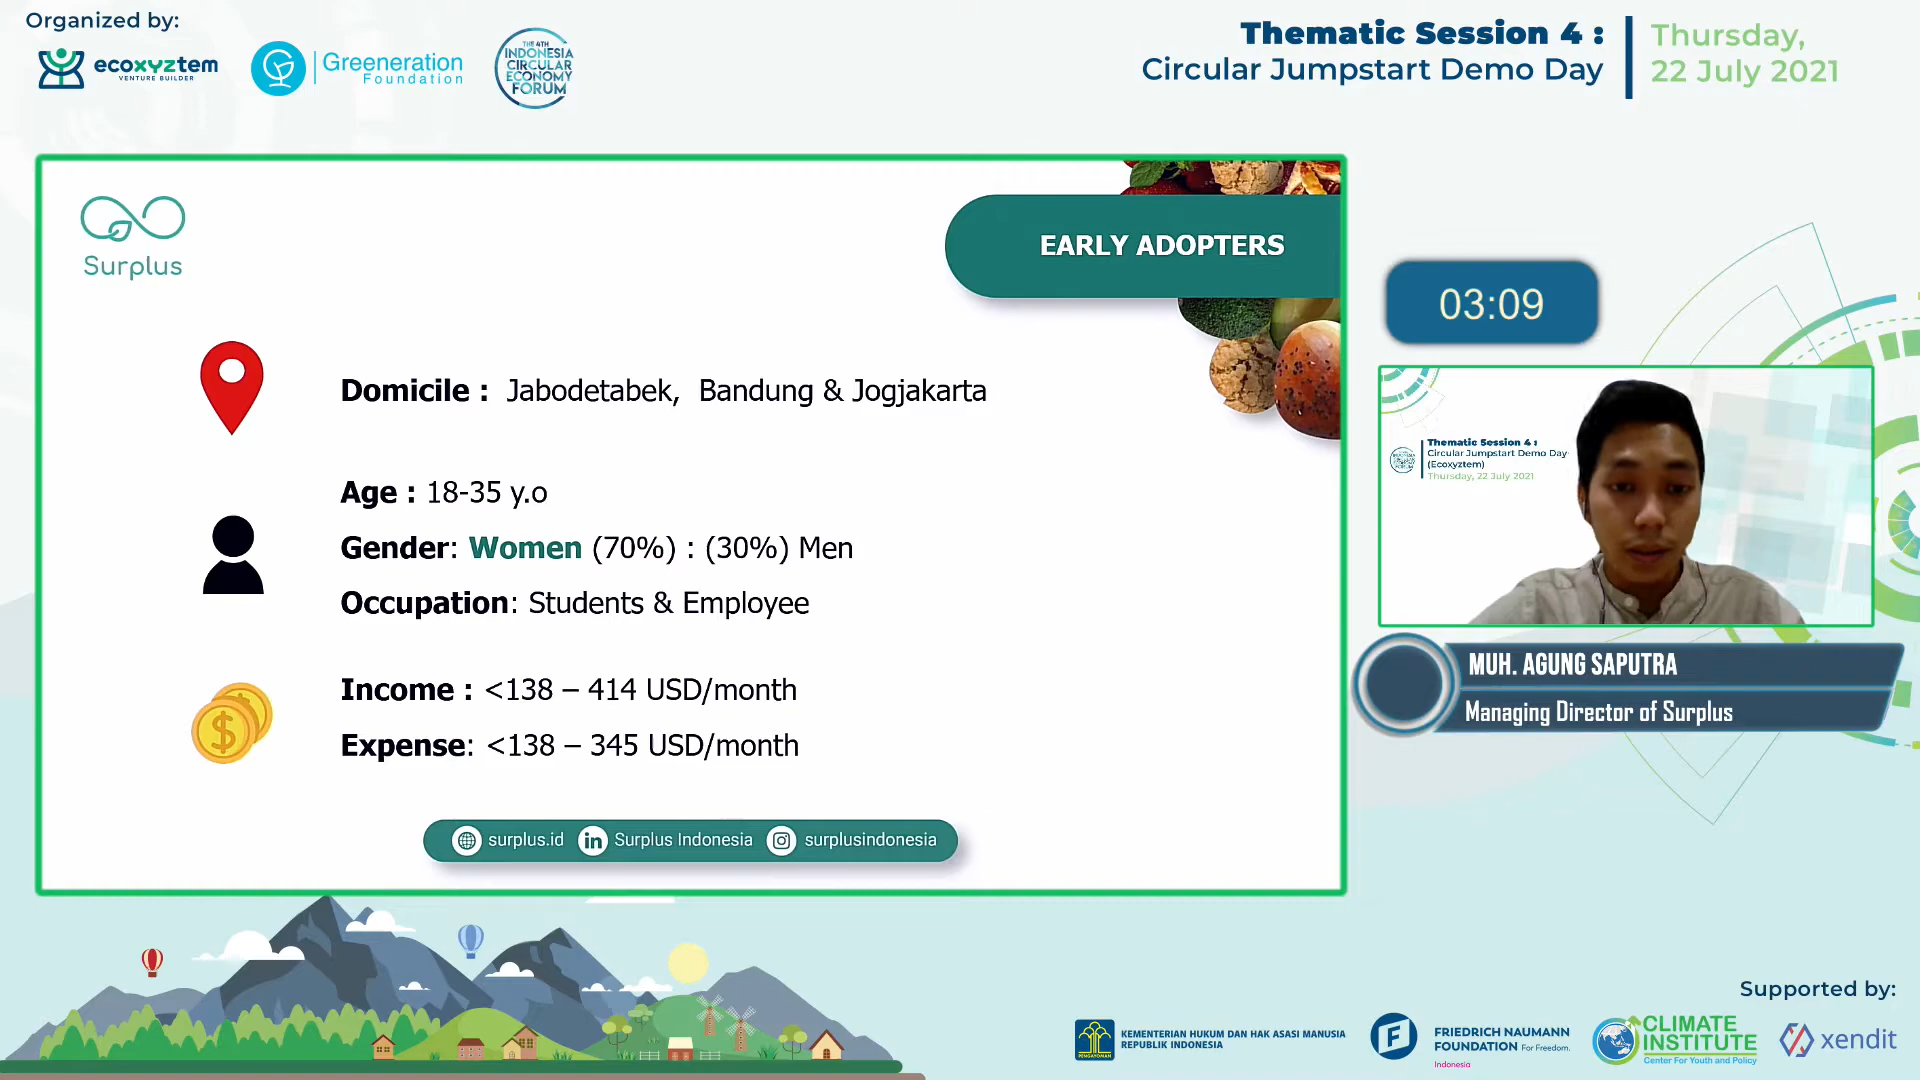 Organized by:
ecoxyztem
VENTURE BUILDER
Greeneration
Foundation
THE 4TH
INDONESIA
CIRCULAR
ECONOMY
FORUM
Thematic Session 4 :
Circular Jumpstart Demo Day
Thursday,
22 July 2021
Surplus
EARLY ADOPTERS
Domicile : Jabodetabek, Bandung & Jogjakarta
Age : 18-35 y.o
Gender: Women (70%) : (30%) Men
Occupation: Students & Employee
Income : <138 – 414 USD/month
Expense: <138 – 345 USD/month
surplus.id
Surplus Indonesia
surplusindonesia
03:09
Thematic Session 4 :
Circular Jumpstart Demo Day
(Ecoxyztem)
Thursday, 22 July 2021
MUH. AGUNG SAPUTRA
Managing Director of Surplus
Supported by:
PENGAYOMAN
KEMENTERIAN HUKUM DAN HAK ASASI MANUSIA
REPUBLIK INDONESIA
FRIEDRICH NAUMANN
FOUNDATION For Freedom.
Indonesia
CLIMATE
INSTITUTE
Center For Youth and Policy
xendit